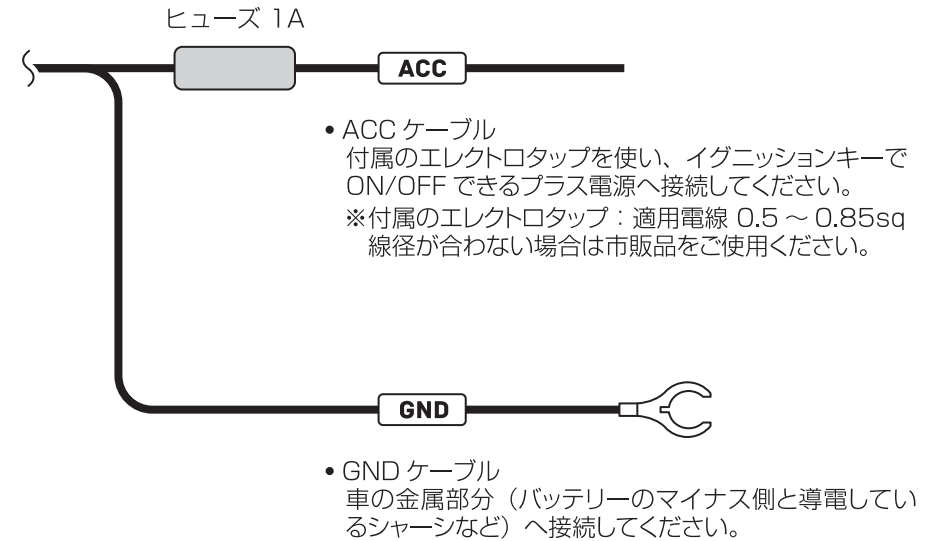 ヒューズ 1A
ACC
• ACC ケーブル
付属のエレクトロタップを使い、イグニッションキーで
ON/OFF できるプラス電源へ接続してください。
※付属のエレクトロタップ：適用電線 0.5 ～ 0.85sq
線径が合わない場合は市販品をご使用ください。
GND
• GND ケーブル
車の金属部分（バッテリーのマイナス側と導電してい
るシャーシなど）へ接続してください。